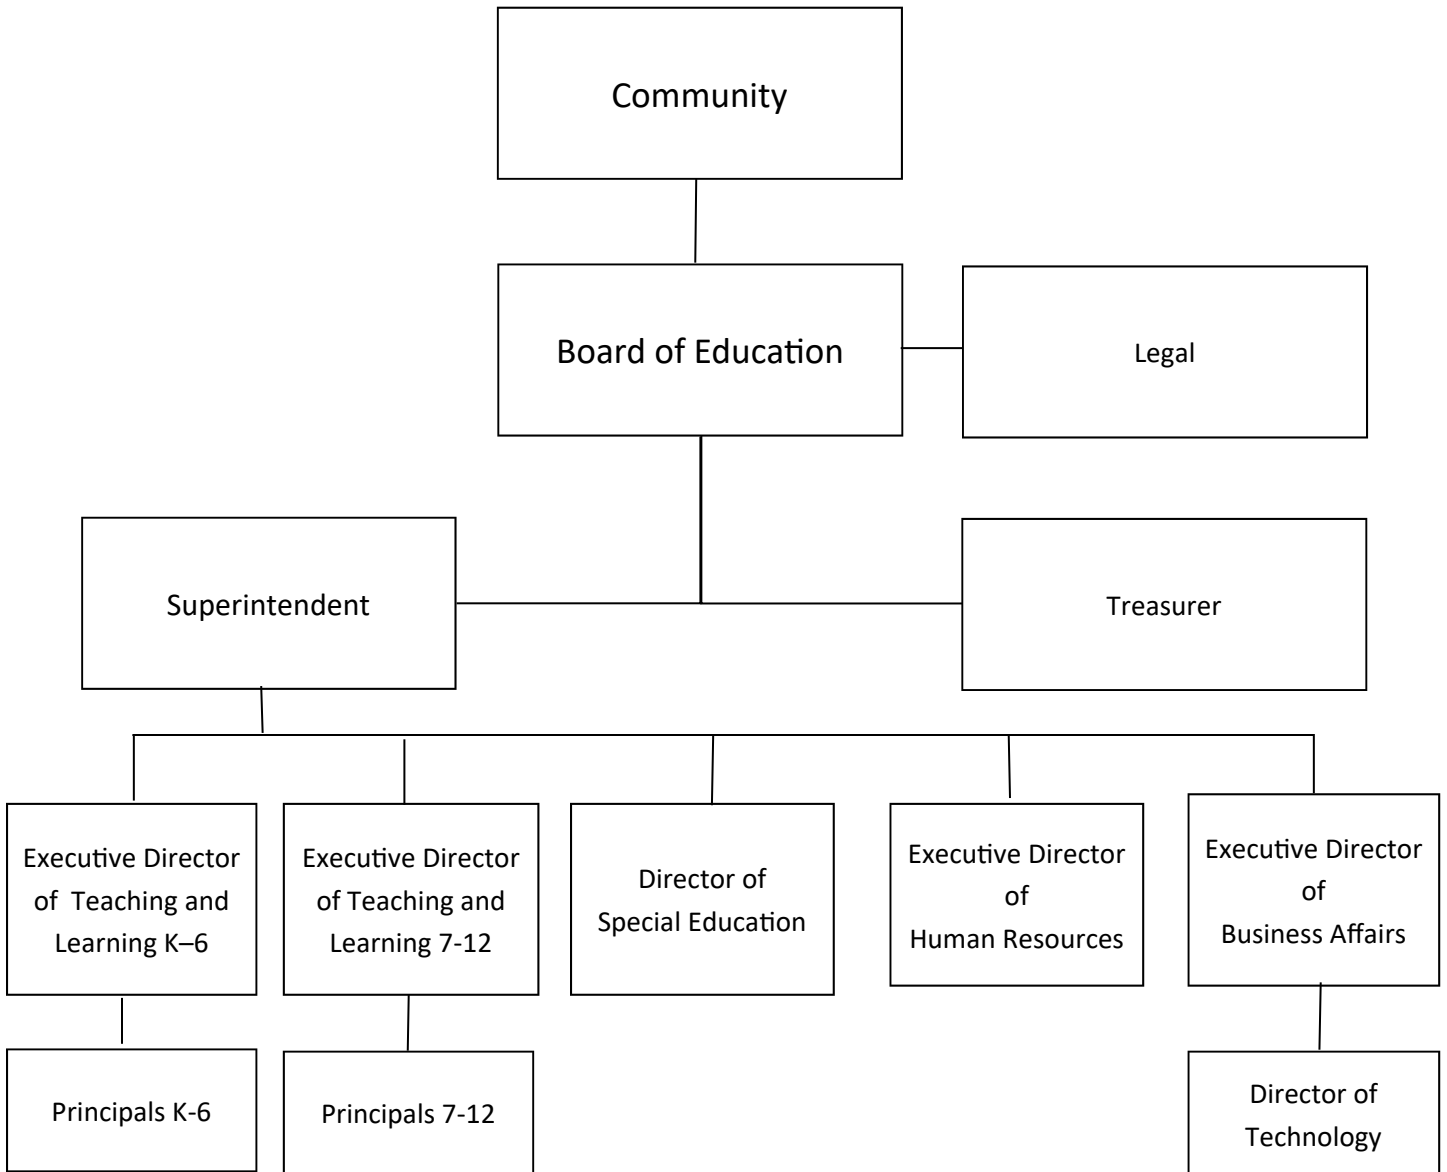 Community
Board of Education
Legal
Superintendent
Treasurer
Executive Director
of Teaching and
Learning K–6
Executive Director
of Teaching and
Learning 7-12
Director of
Special Education
Executive Director
of
Human Resources
Executive Director
of
Business Affairs
Principals K-6
Principals 7-12
Director of
Technology